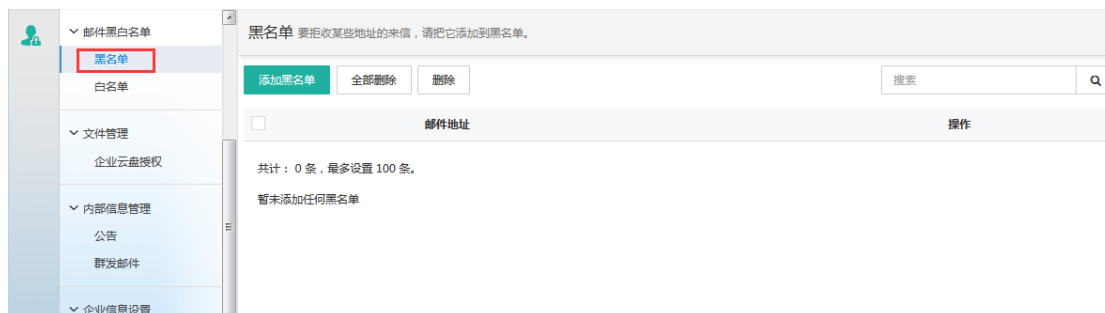 邮件黑白名单
黑名单
白名单
文件管理
企业云盘授权
内部信息管理
公告
群发邮件
企业信息设置
黑名单 要拒收某些地址的来信，请把它添加到黑名单。
添加黑名单 全部删除 删除 搜索
邮件地址 操作
共计： 0 条，最多设置 100 条。
暂未添加任何黑名单